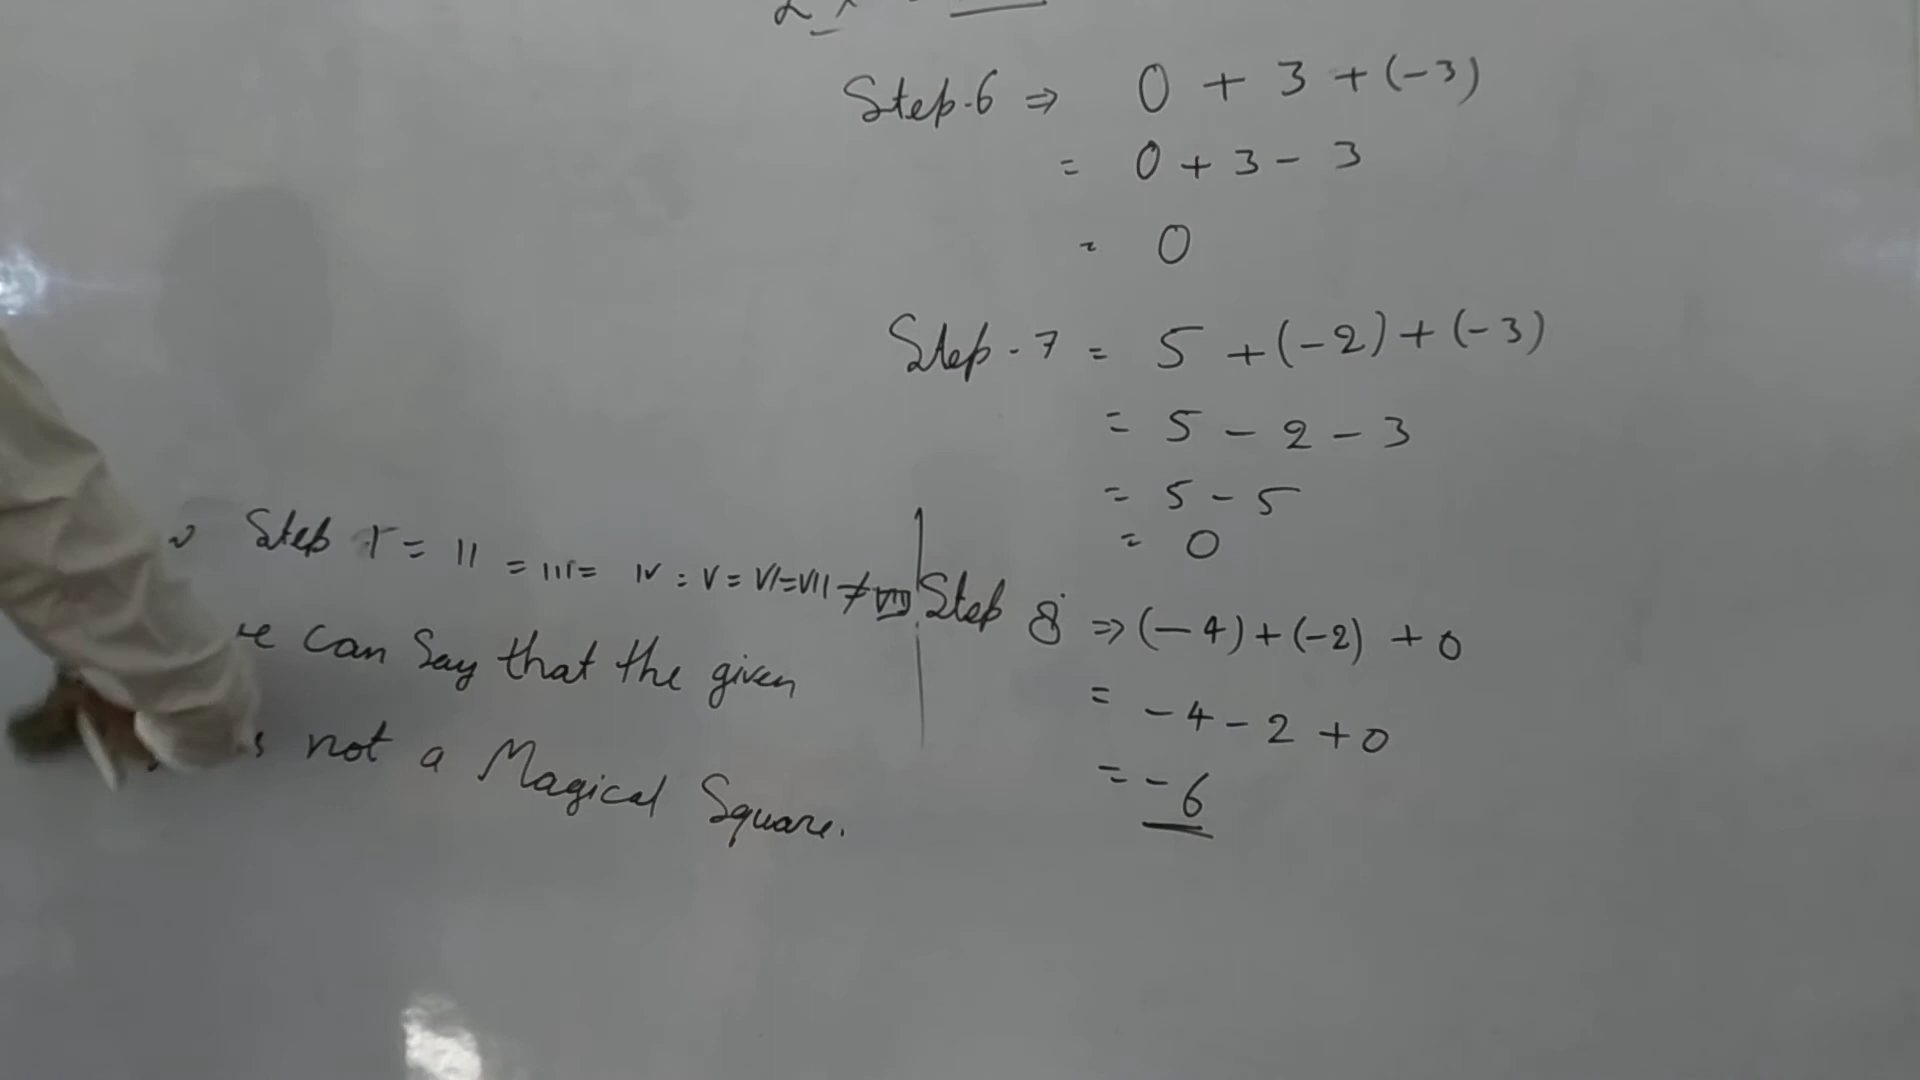 Step-6 ⇒ 0 + 3 + (-3)
= 0 + 3 - 3
= 0
Step-7 = 5 + (-2) + (-3)
= 5 - 2 - 3
= 5 - 5
= 0
Step I = II = III = IV = V = VI = VII ≠ VIII
can say that the given
not a Magical Square.
Step 8 ⇒ (-4) + (-2) + 0
= -4 - 2 + 0
= -6